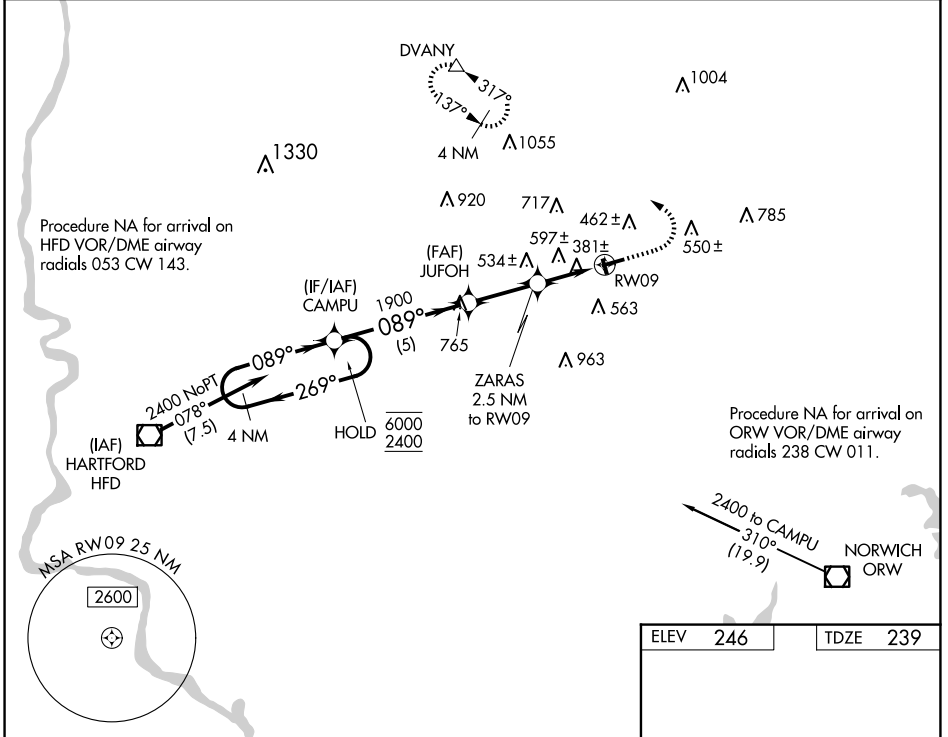 DVANY
317°
137°
4 NM
1004
1055
1330
920
717
462 ±
785
550 ±
Procedure NA for arrival on
HFD VOR/DME airway
radials 053 CW 143.
(FAF)
JUFOH
534 ±
597 ±
381±
RW09
(IF/IAF)
CAMPU
1900
089°
(5)
765
563
963
089°
269°
2400 NoPT
078°
(7.5)
4 NM
HOLD
6000
2400
ZARAS
2.5 NM
to RW09
(IAF)
HARTFORD
HFD
Procedure NA for arrival on
ORW VOR/DME airway
radials 238 CW 011.
2400 to CAMPU
310°
(19.9)
NORWICH
ORW
MSA RW09 25 NM
2600
ELEV 246
TDZE 239